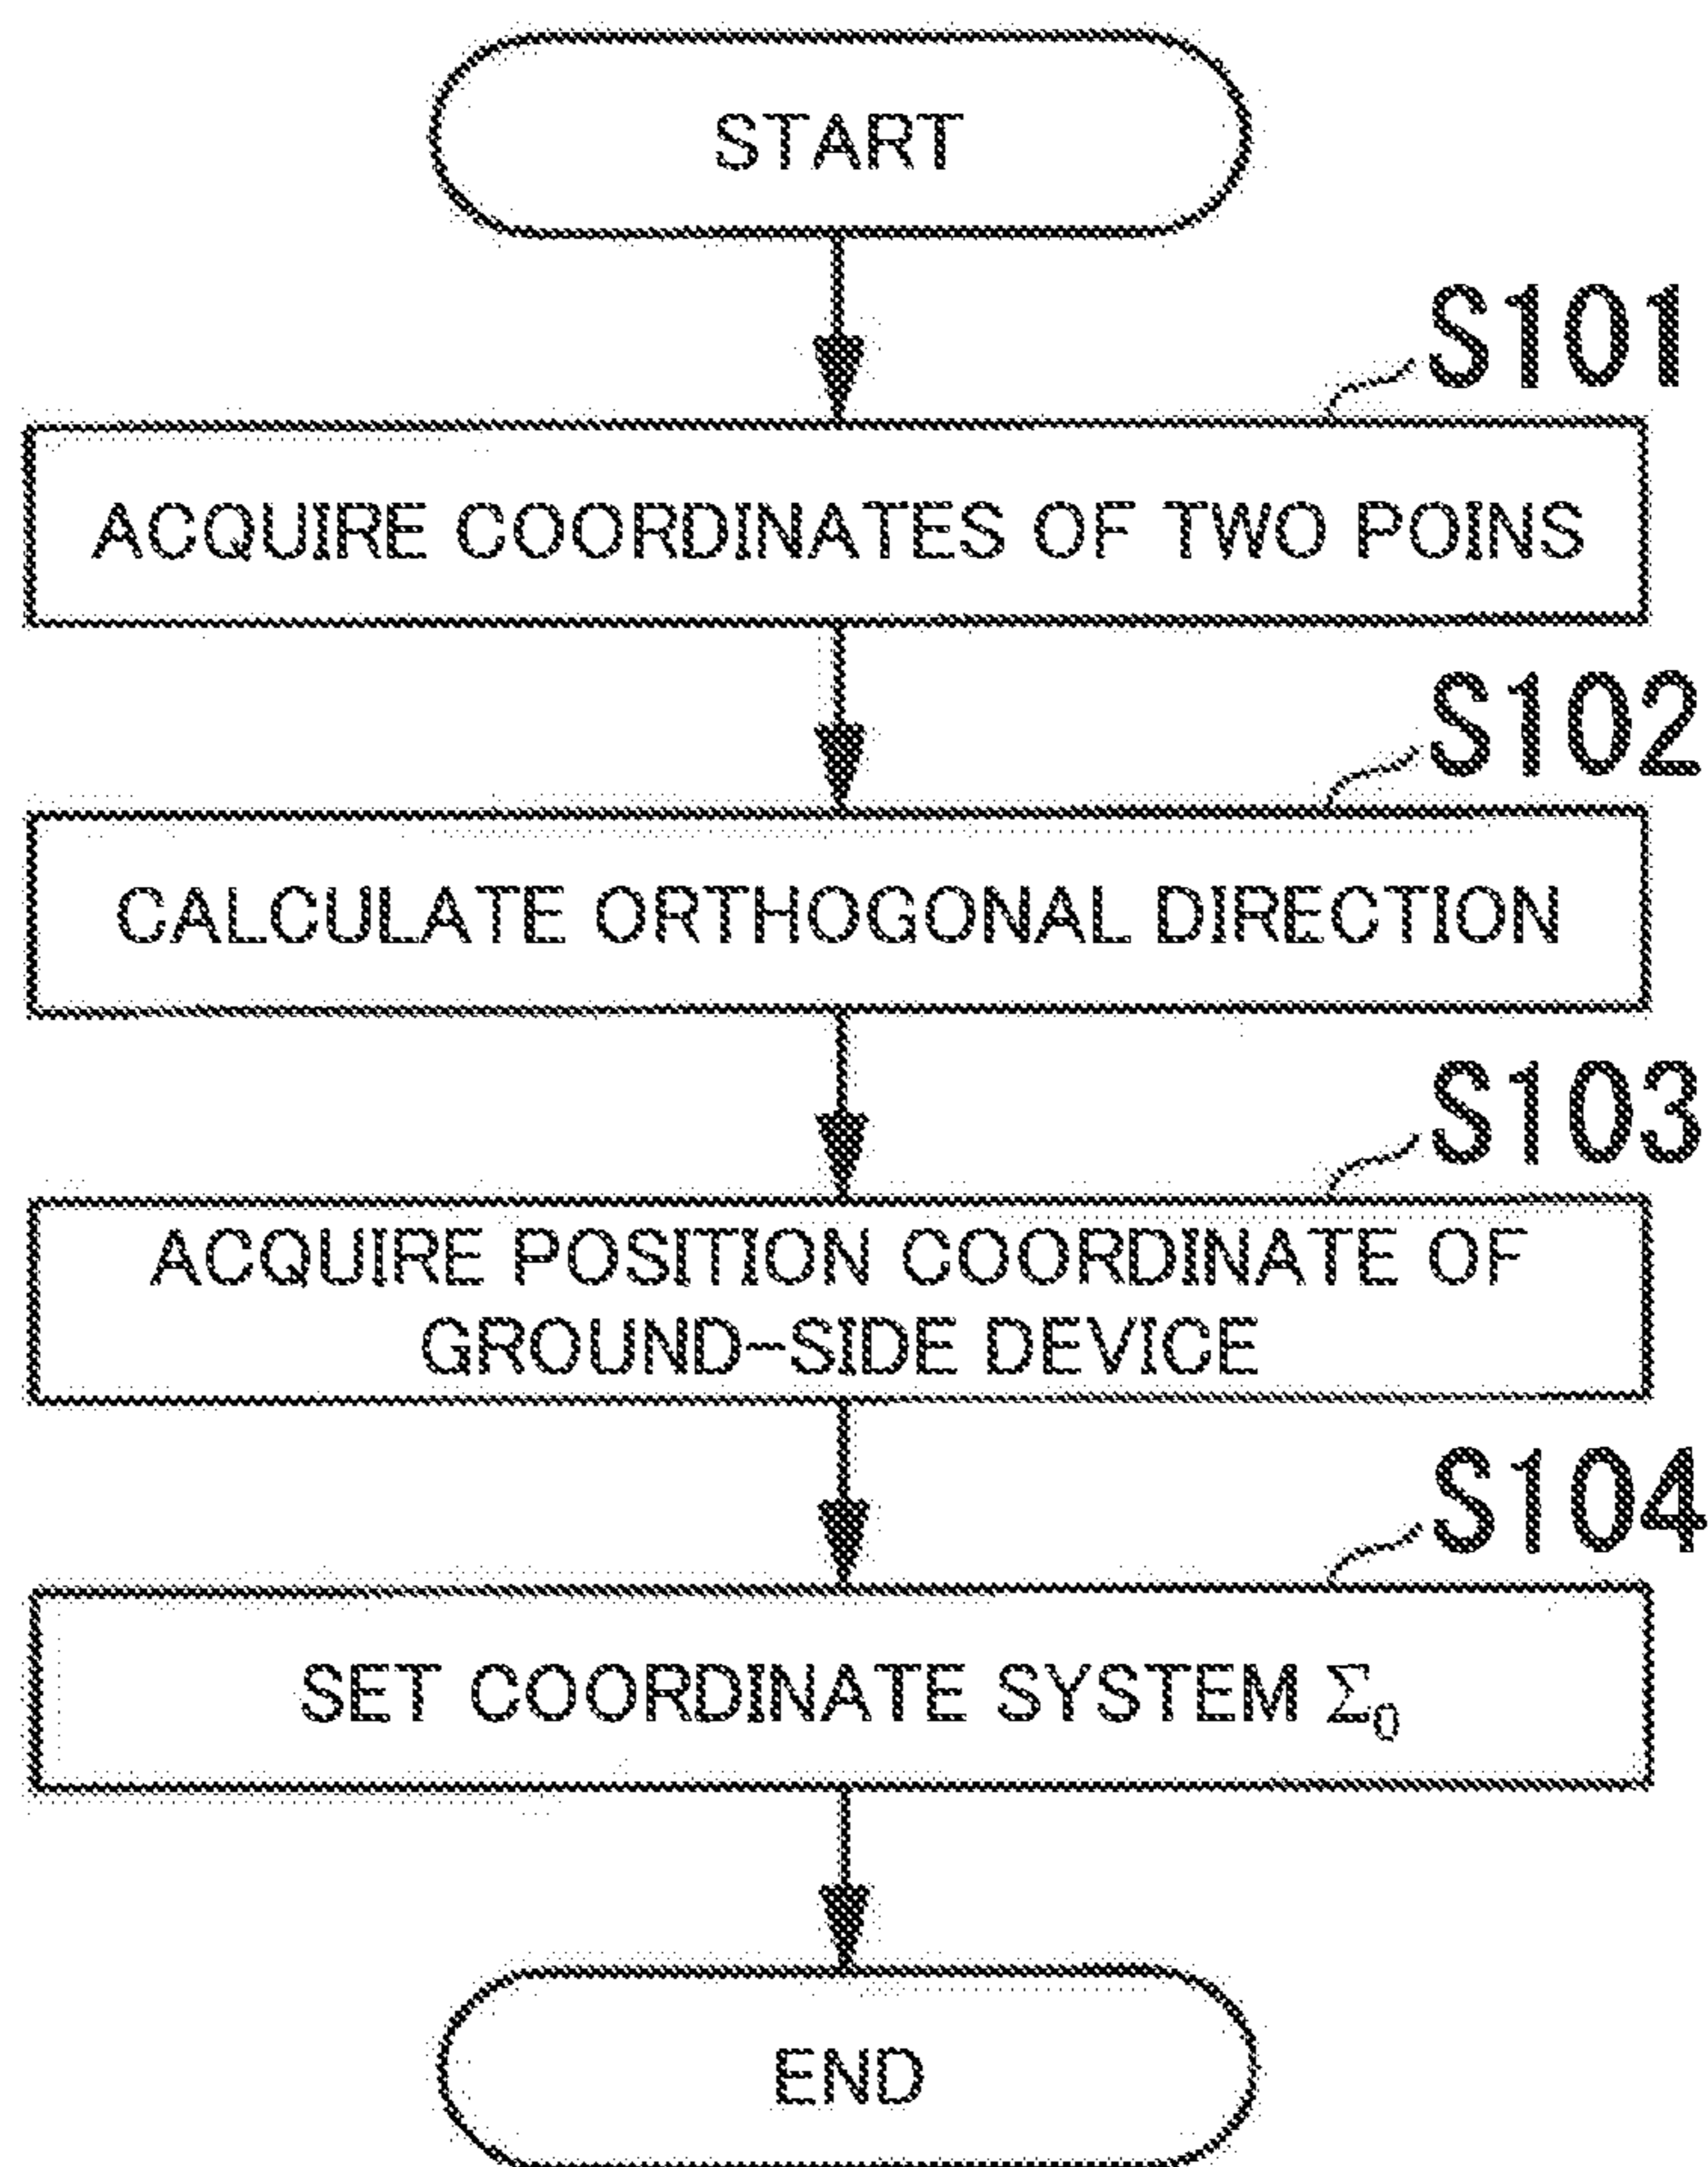 START
S101
ACQUIRE COORDINATES OF TWO POINS
S102
CALCULATE ORTHOGONAL DIRECTION
S103
ACQUIRE POSITION COORDINATE OF
GROUND-SIDE DEVICE
S104
SET COORDINATE SYSTEM Σ₀
END